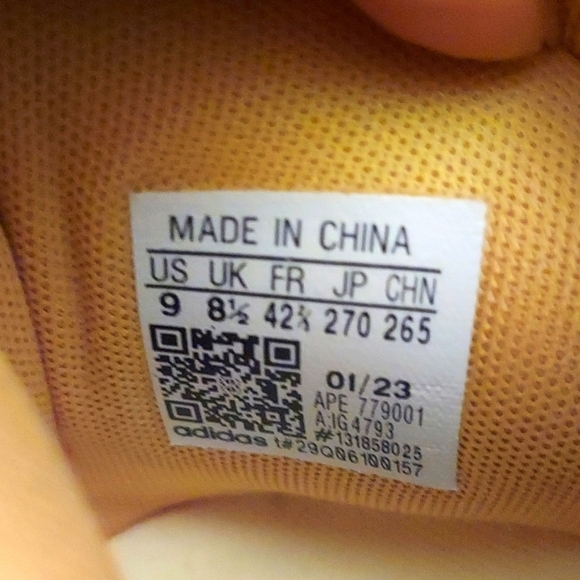 MADE IN CHINA
US UK FR JP CHN
9 8½ 42⅔ 270 265
01/23
APE 779001
A:IG4793
#131858025
adidas t#29Q06100157